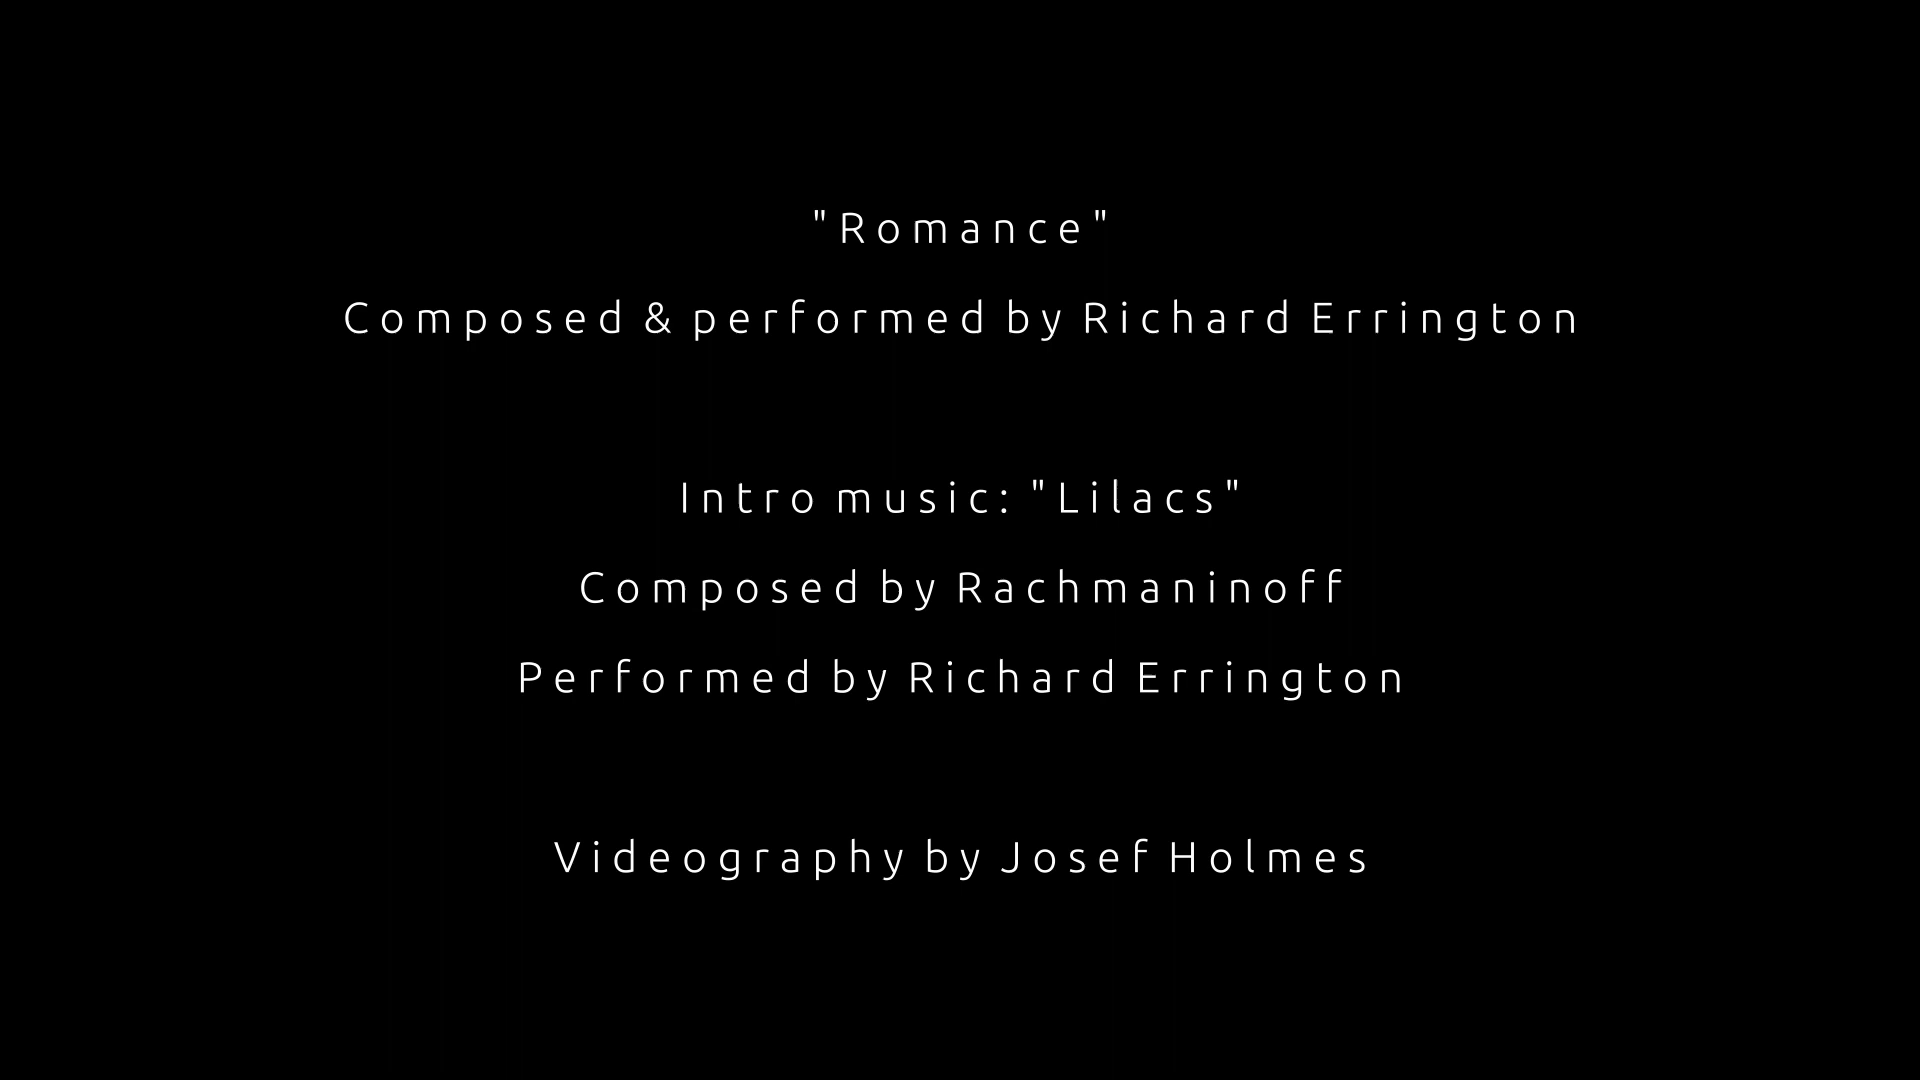 "Romance"
Composed & performed by Richard Errington
Intro music: "Lilacs"
Composed by Rachmaninoff
Performed by Richard Errington
Videography by Josef Holmes